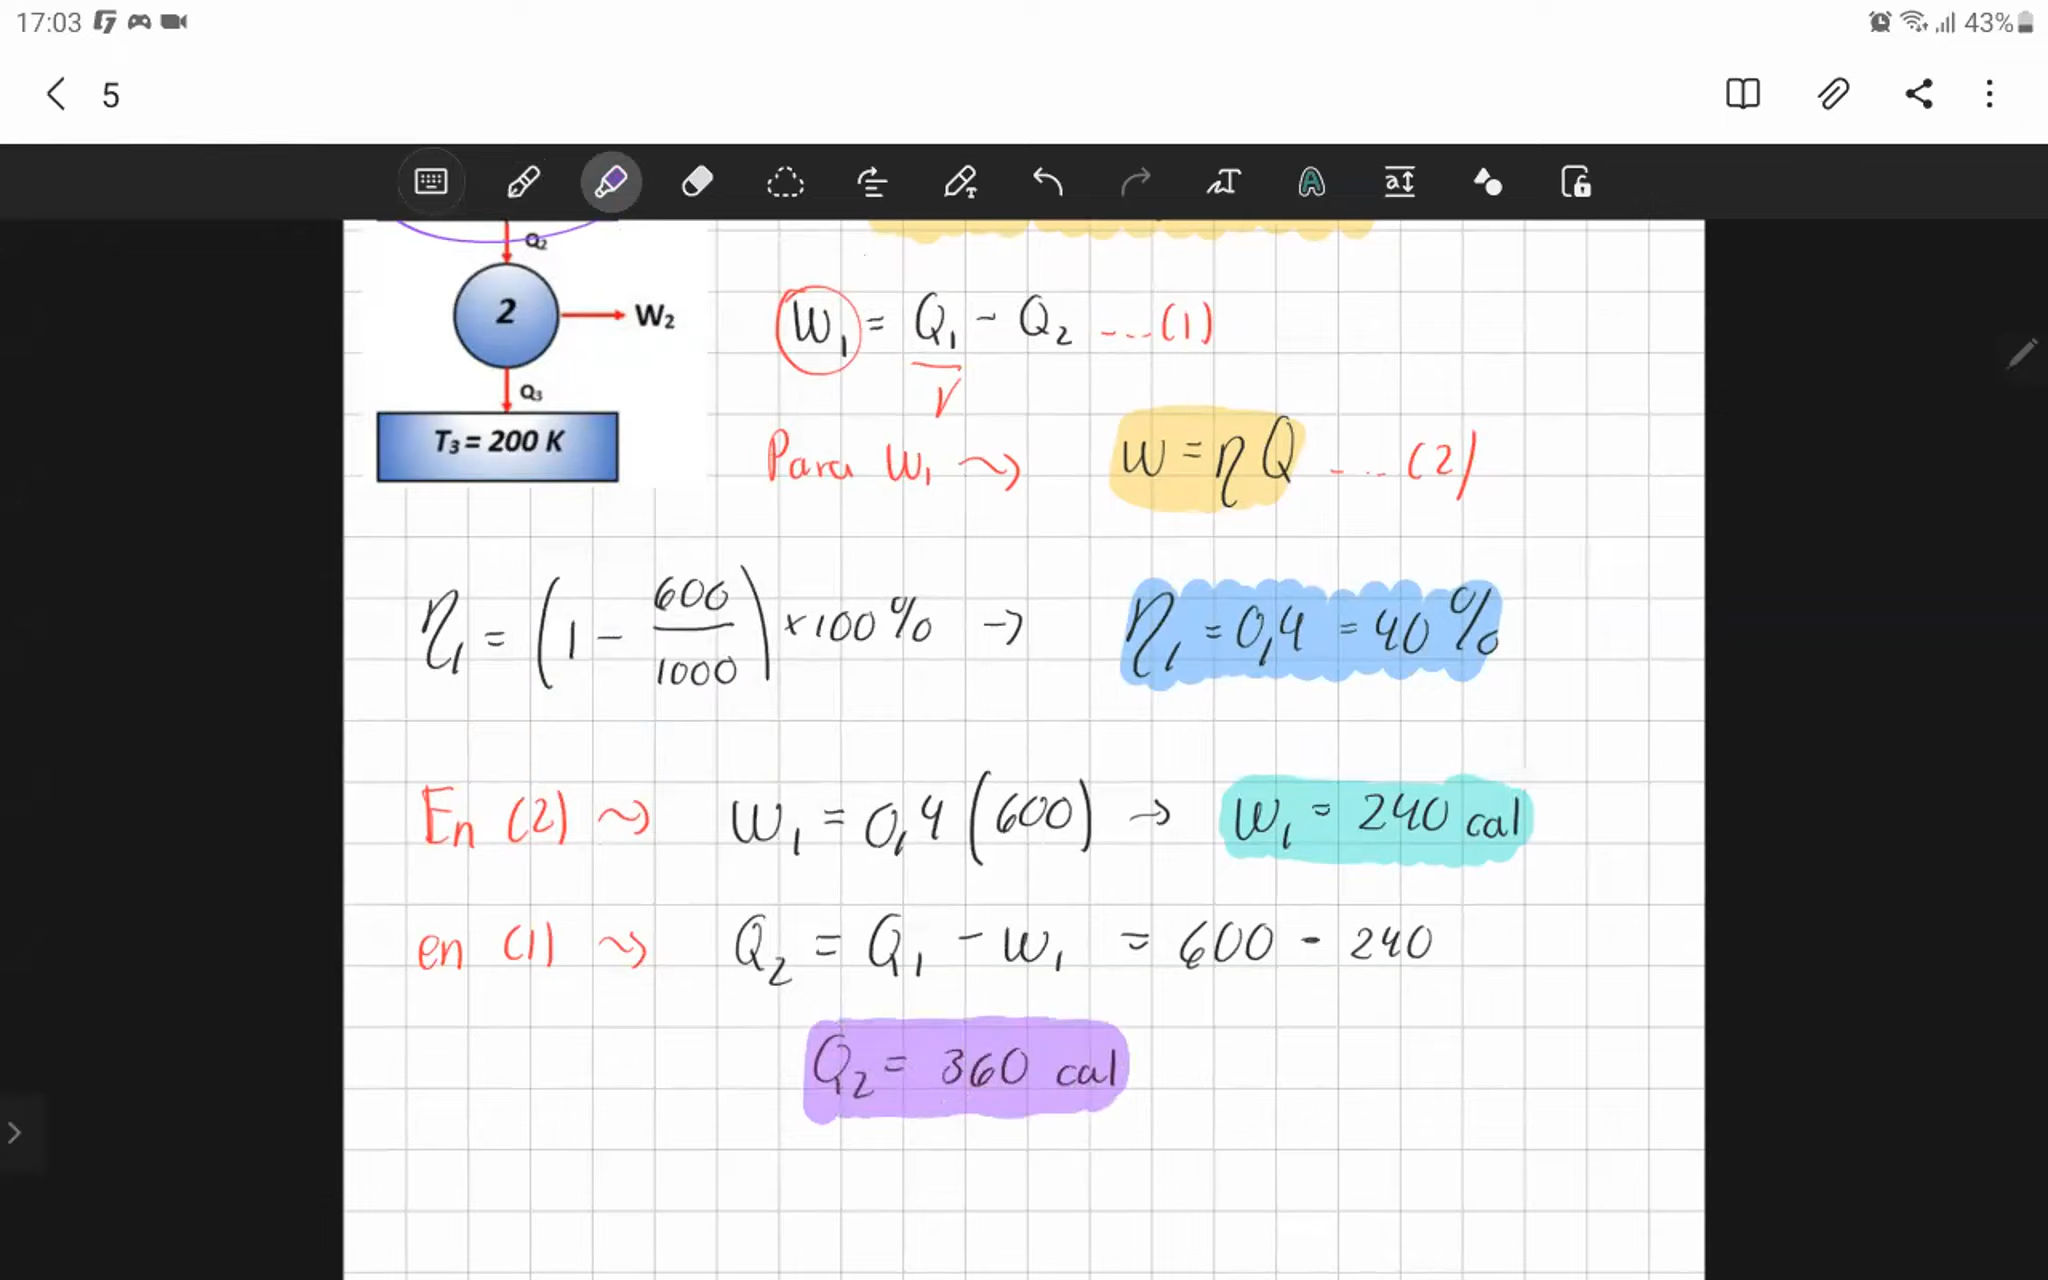 17:03 43%
5
Q₂
2 W₂
Q₃
T₃ = 200 K
W₁ = Q₁ - Q₂ ....(1)
Para W₁ ~> W = η Q .... (2)
η₁ = (1 - 600/1000) × 100 % → η₁ = 0,4 = 40 %
En (2) ~> W₁ = 0,4 (600) → W₁ = 240 cal
en (1) ~> Q₂ = Q₁ - W₁ = 600 - 240
Q₂ = 360 cal